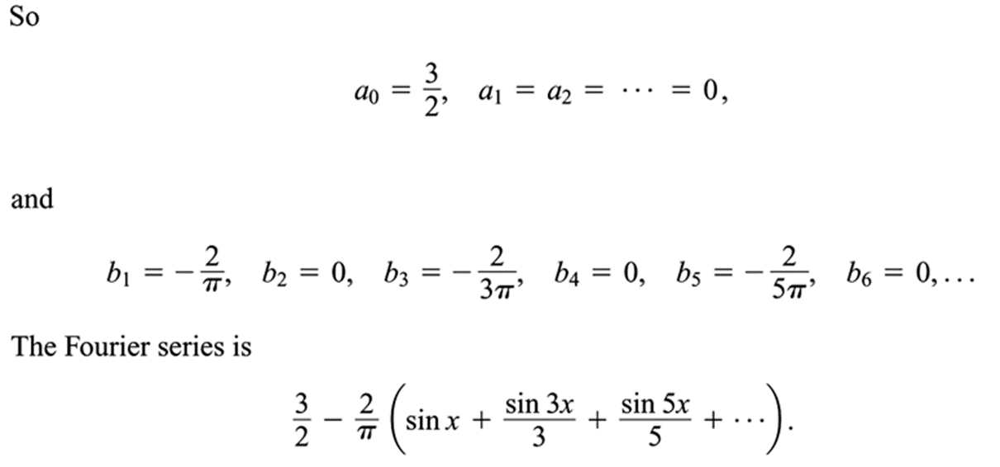 So
a₀ = 3/2, a₁ = a₂ = ⋯ = 0,
and
b₁ = −2/π, b₂ = 0, b₃ = −2/3π, b₄ = 0, b₅ = −2/5π, b₆ = 0, …
The Fourier series is
3/2 − 2/π (sin x + sin 3x/3 + sin 5x/5 + ⋯).